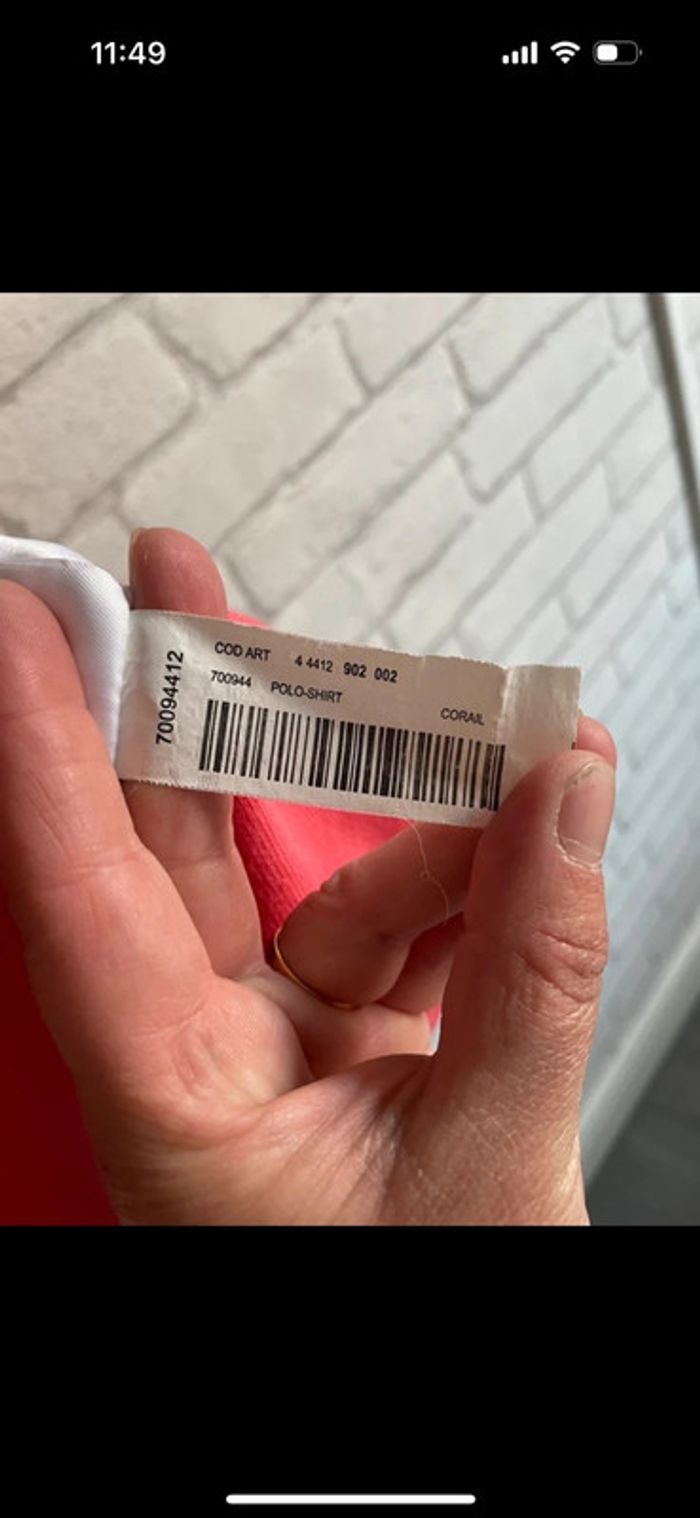 11:49
COD ART 4 4412 902 002
700944 POLO-SHIRT
CORAIL
70094412